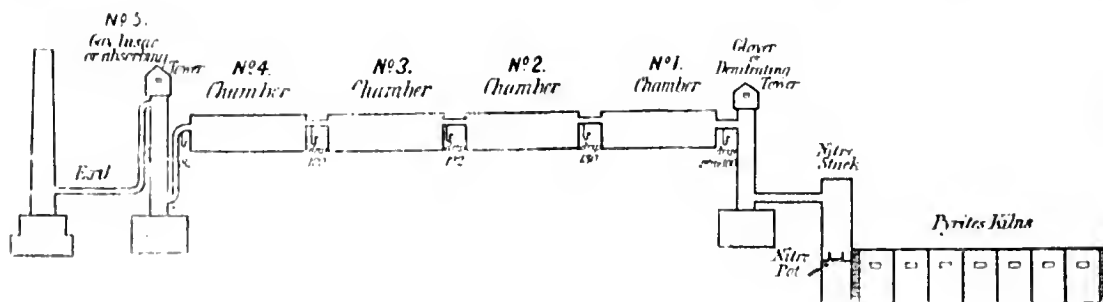 Nº 5.
Gay Lusac
or absorbing
Tower
Nº 4.
Chamber
Nº 3.
Chamber
Nº 2.
Chamber
Nº 1.
Chamber
Glover
or
Denitrating
Tower
Exit
Nitre
Stack
Nitre
Pot
Pyrites Kilns